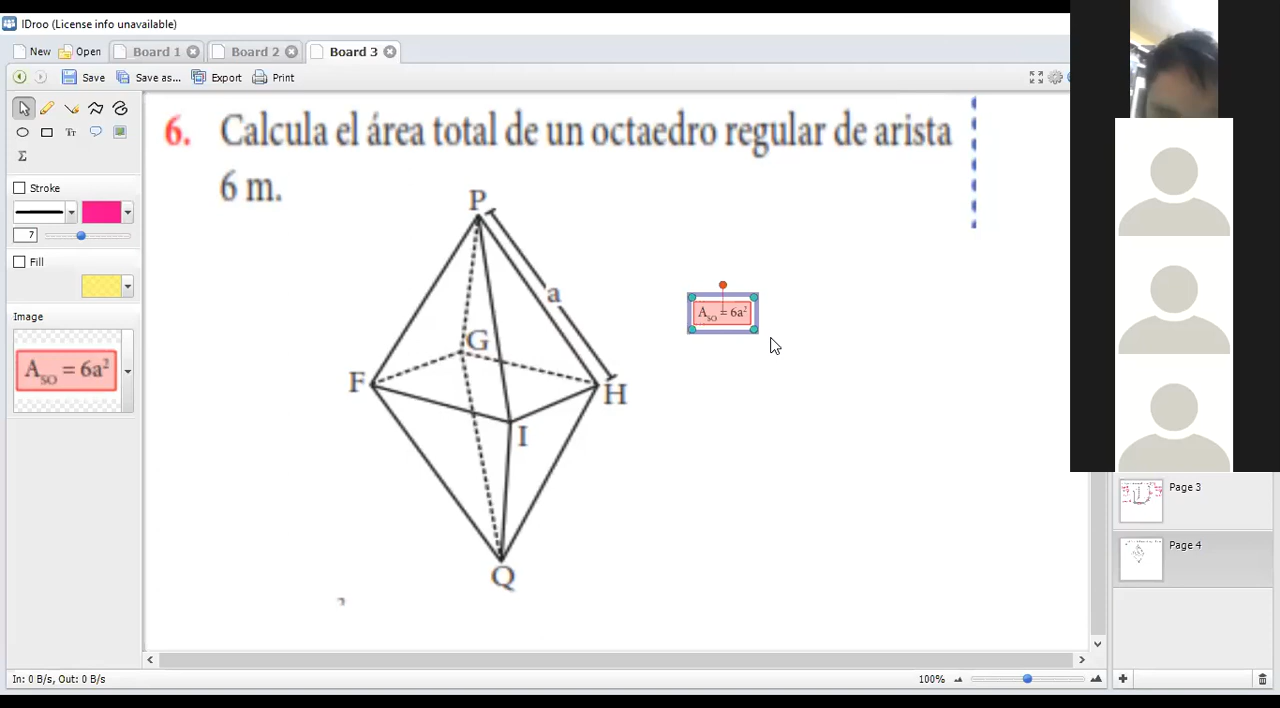 IDroo (License info unavailable)
New Open Board 1 Board 2 Board 3
Save Save as... Export Print
6. Calcula el área total de un octaedro regular de arista
6 m.
P
a
G
F
H
I
Q
A_SO = 6a²
Tr
Σ
Stroke
7
Fill
Image
A_SO = 6a²
Page 3
Page 4
In: 0 B/s, Out: 0 B/s
100%